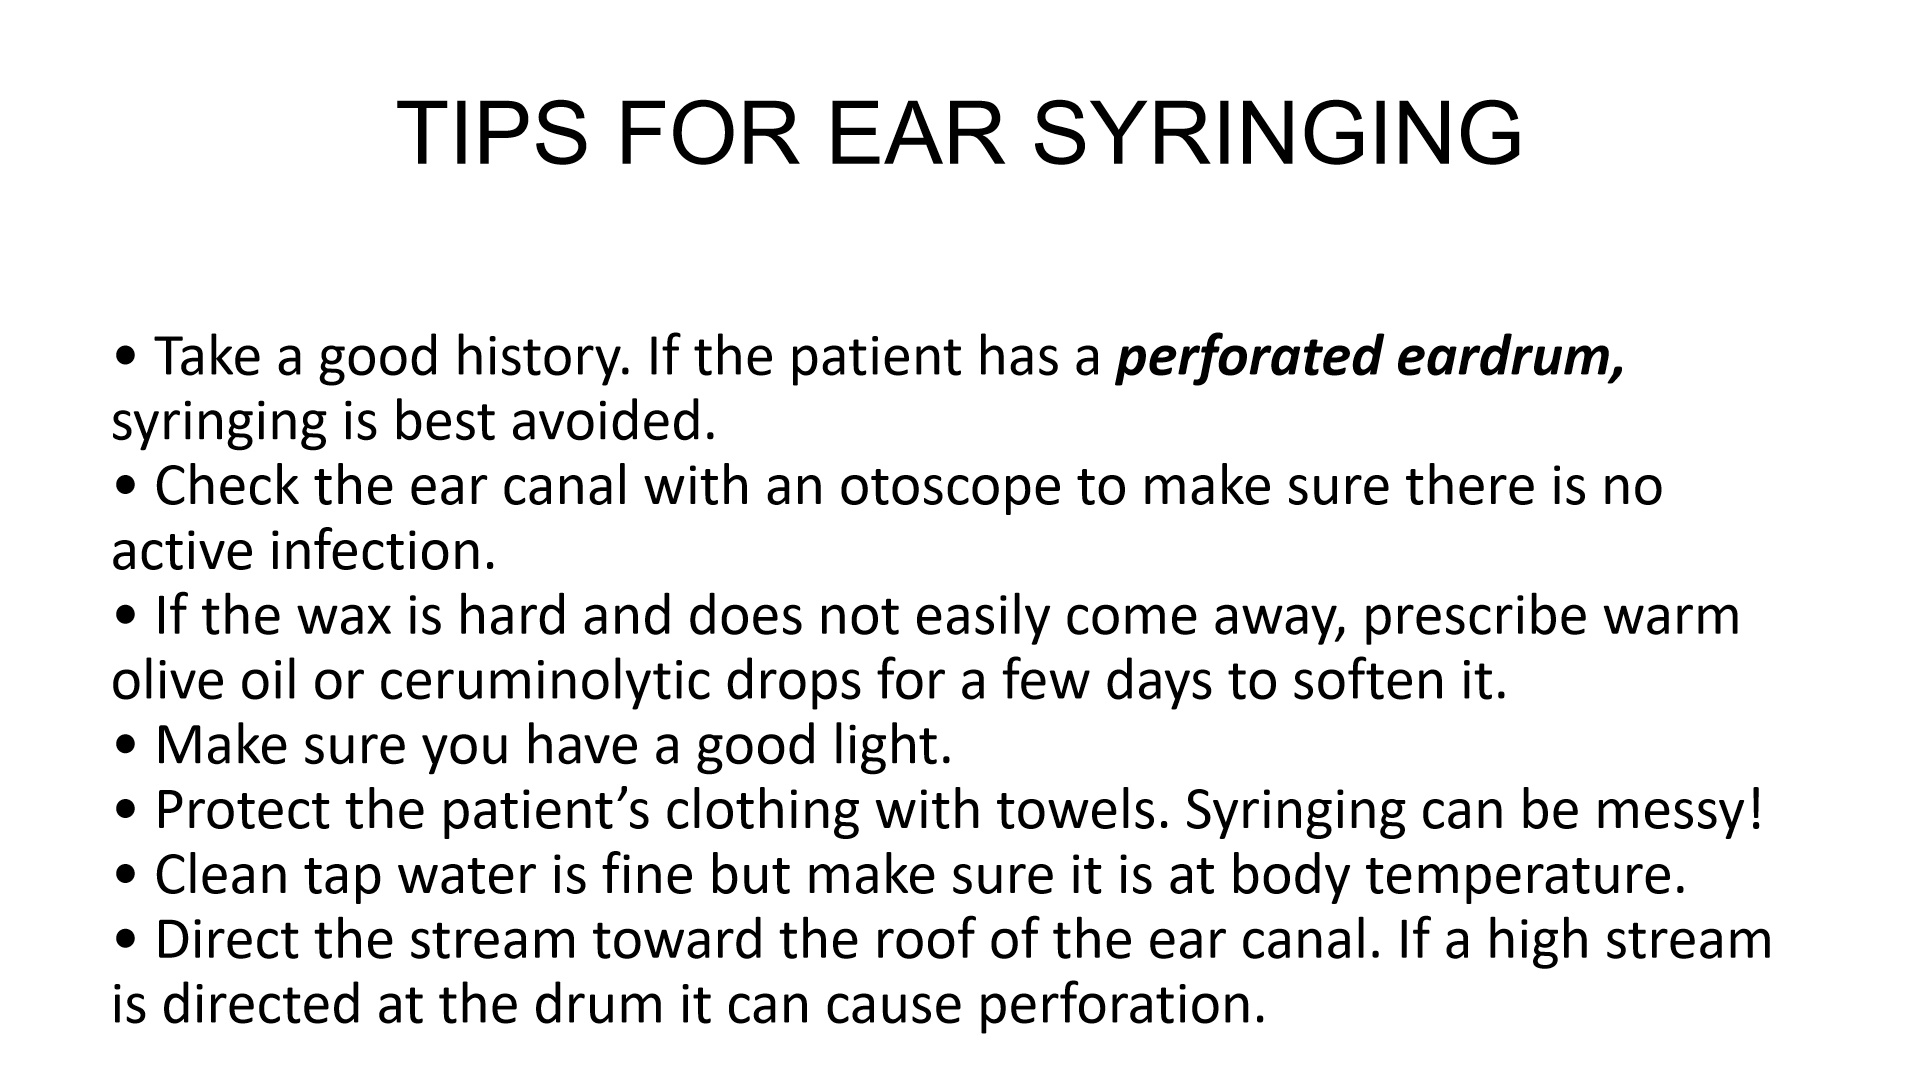 TIPS FOR EAR SYRINGING
• Take a good history. If the patient has a perforated eardrum,
syringing is best avoided.
• Check the ear canal with an otoscope to make sure there is no
active infection.
• If the wax is hard and does not easily come away, prescribe warm
olive oil or ceruminolytic drops for a few days to soften it.
• Make sure you have a good light.
• Protect the patient’s clothing with towels. Syringing can be messy!
• Clean tap water is fine but make sure it is at body temperature.
• Direct the stream toward the roof of the ear canal. If a high stream
is directed at the drum it can cause perforation.